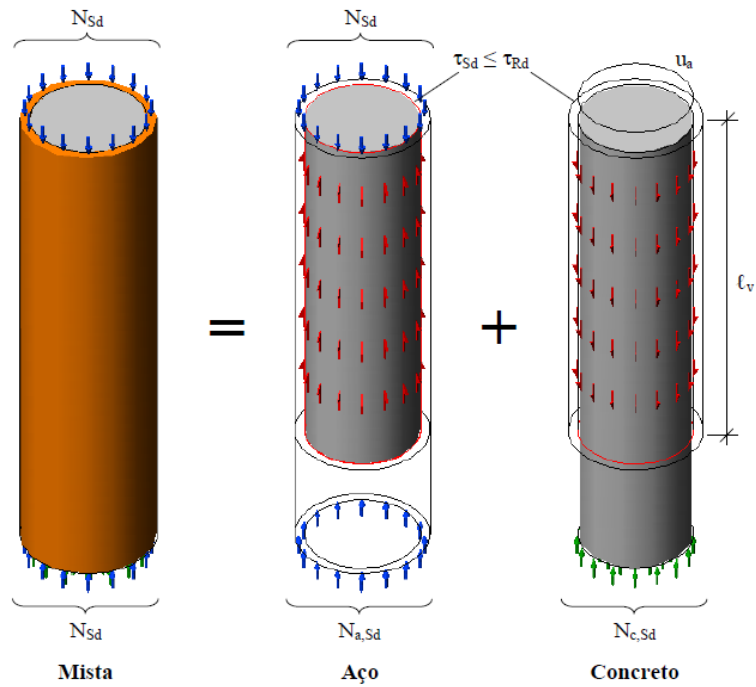 N_Sd
N_Sd
τ_Sd ≤ τ_Rd
u_a
ℓ_v
=
+
N_Sd
N_a,Sd
N_c,Sd
Mista
Aço
Concreto